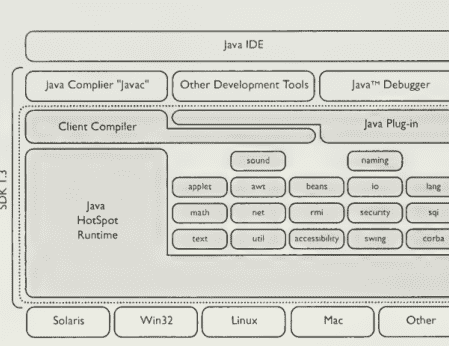 Java IDE
Java Complier "Javac"
Other Development Tools
Java™ Debugger
Client Compiler
Java Plug-in
SDK 1.3
Java
HotSpot
Runtime
sound
naming
applet
awt
beans
io
lang
math
net
rmi
security
sqi
text
util
accessibility
swing
corba
Solaris
Win32
Linux
Mac
Other